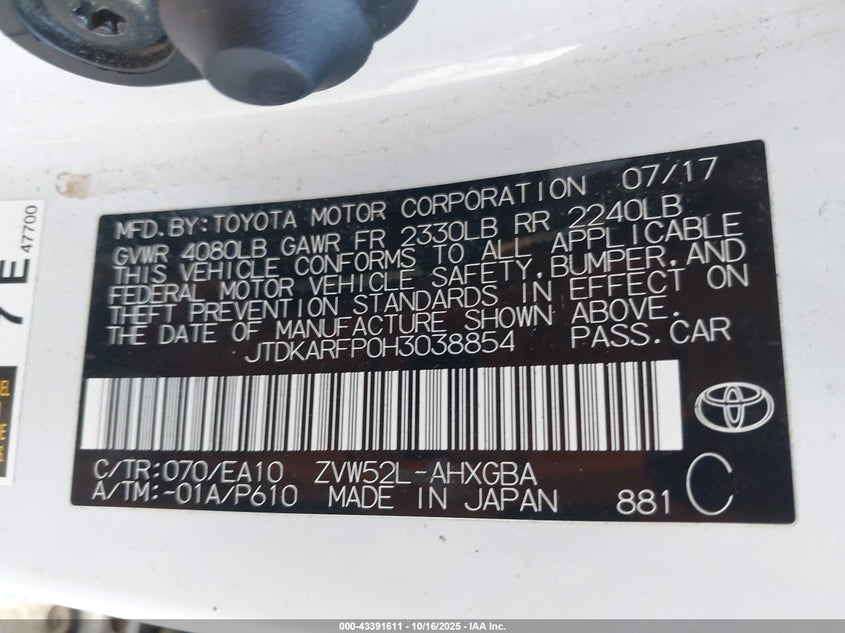 MFD. BY: TOYOTA MOTOR CORPORATION 07/17
GVWR 4080LB GAWR FR 2330LB RR 2240LB
THIS VEHICLE CONFORMS TO ALL APPLICABLE
FEDERAL MOTOR VEHICLE SAFETY, BUMPER, AND
THEFT PREVENTION STANDARDS IN EFFECT ON
THE DATE OF MANUFACTURE SHOWN ABOVE.
JTDKARFP0H3038854 PASS. CAR
C/TR: 070/EA10 ZVW52L-AHXGBA
A/TM: -01A/P610 MADE IN JAPAN 881 C
7E
47700
000-43391611 - 10/16/2025 - IAA Inc.